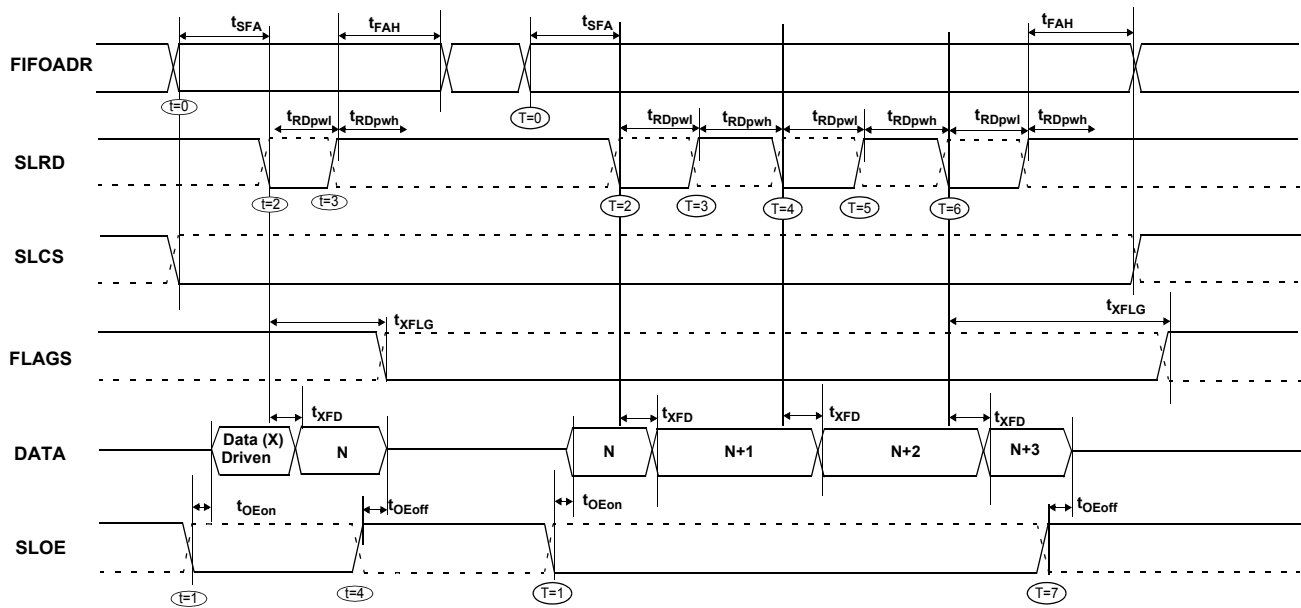 tSFA tFAH tSFA tFAH
FIFOADR
t=0 T=0
tRDpwl tRDpwh tRDpwl tRDpwh tRDpwl tRDpwh tRDpwl tRDpwh
SLRD
t=2 t=3 T=2 T=3 T=4 T=5 T=6
SLCS
tXFLG tXFLG
FLAGS
tXFD tXFD tXFD tXFD
DATA
Data (X)
Driven
N N N+1 N+2 N+3
tOEon tOEoff tOEon tOEoff
SLOE
t=1 t=4 T=1 T=7